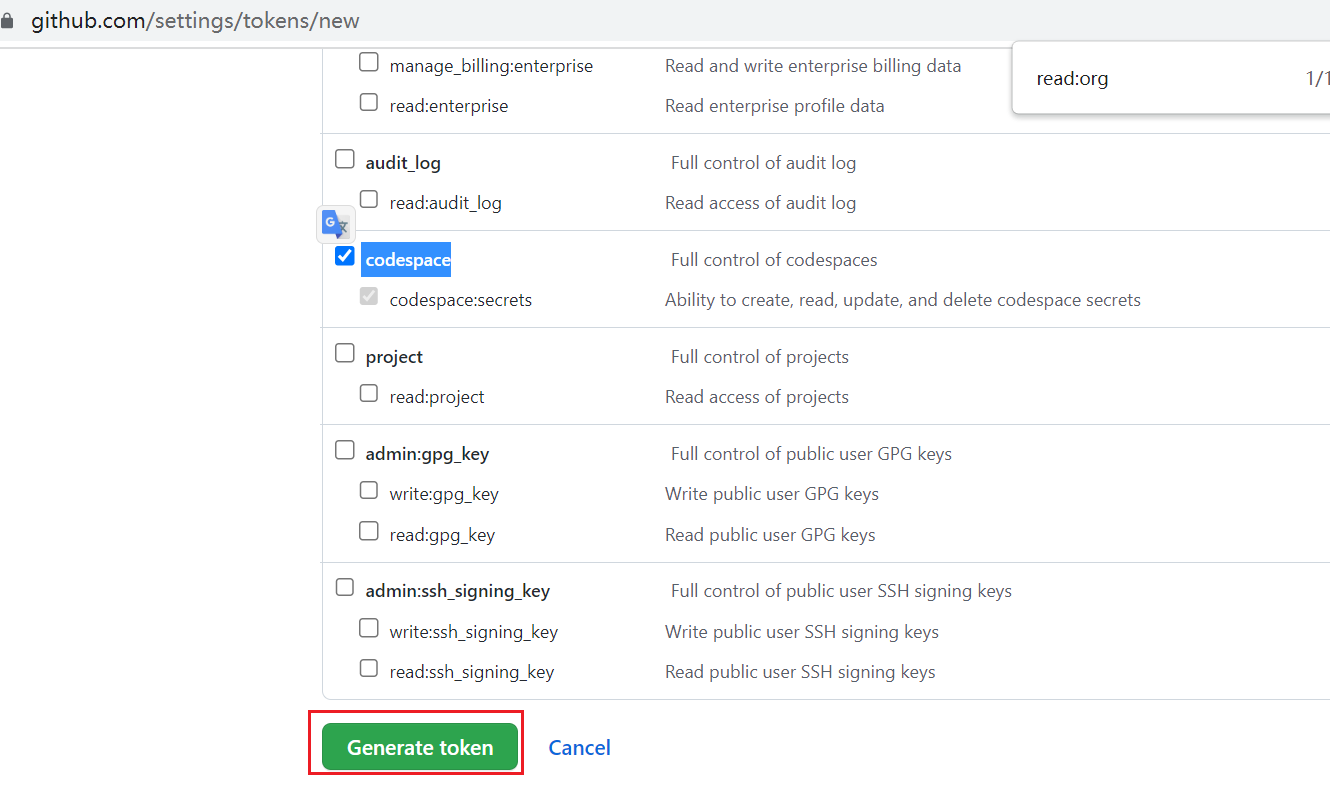 github.com/settings/tokens/new
read:org 1/1
manage_billing:enterprise Read and write enterprise billing data
read:enterprise Read enterprise profile data
audit_log Full control of audit log
read:audit_log Read access of audit log
codespace Full control of codespaces
codespace:secrets Ability to create, read, update, and delete codespace secrets
project Full control of projects
read:project Read access of projects
admin:gpg_key Full control of public user GPG keys
write:gpg_key Write public user GPG keys
read:gpg_key Read public user GPG keys
admin:ssh_signing_key Full control of public user SSH signing keys
write:ssh_signing_key Write public user SSH signing keys
read:ssh_signing_key Read public user SSH signing keys
Generate token Cancel